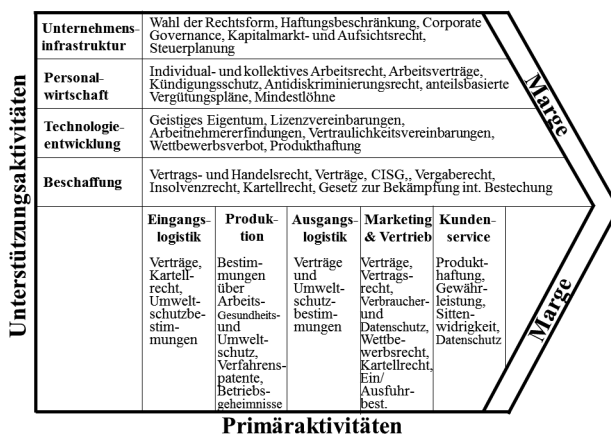 Unterstützungsaktivitäten
Unternehmens-
infrastruktur
Wahl der Rechtsform, Haftungsbeschränkung, Corporate
Governance, Kapitalmarkt- und Aufsichtsrecht,
Steuerplanung
Personal-
wirtschaft
Individual- und kollektives Arbeitsrecht, Arbeitsverträge,
Kündigungsschutz, Antidiskriminierungsrecht, anteilsbasierte
Vergütungspläne, Mindestlöhne
Technologie-
entwicklung
Geistiges Eigentum, Lizenzvereinbarungen,
Arbeitnehmererfindungen, Vertraulichkeitsvereinbarungen,
Wettbewerbsverbot, Produkthaftung
Beschaffung
Vertrags- und Handelsrecht, Verträge, CISG,, Vergaberecht,
Insolvenzrecht, Kartellrecht, Gesetz zur Bekämpfung int. Bestechung
Marge
Eingangs-
logistik
Verträge,
Kartell-
recht,
Umwelt-
schutzbe-
stim-
mungen
Produk-
tion
Bestim-
mungen
über
Arbeits-
Gesundheits-
und
Umwelt-
schutz,
Verfahrens-
patente,
Betriebs-
geheimnisse
Ausgangs-
logistik
Verträge
und
Umwelt-
schutz-
bestim-
mungen
Marketing
& Vertrieb
Verträge,
Vertrags-
recht,
Verbraucher-
und
Datenschutz,
Wettbe-
werbsrecht,
Kartellrecht,
Ein/
Ausfuhr-
best.
Kunden-
service
Produkt-
haftung,
Gewähr-
leistung,
Sitten-
widrigkeit,
Datenschutz
Marge
Primäraktivitäten